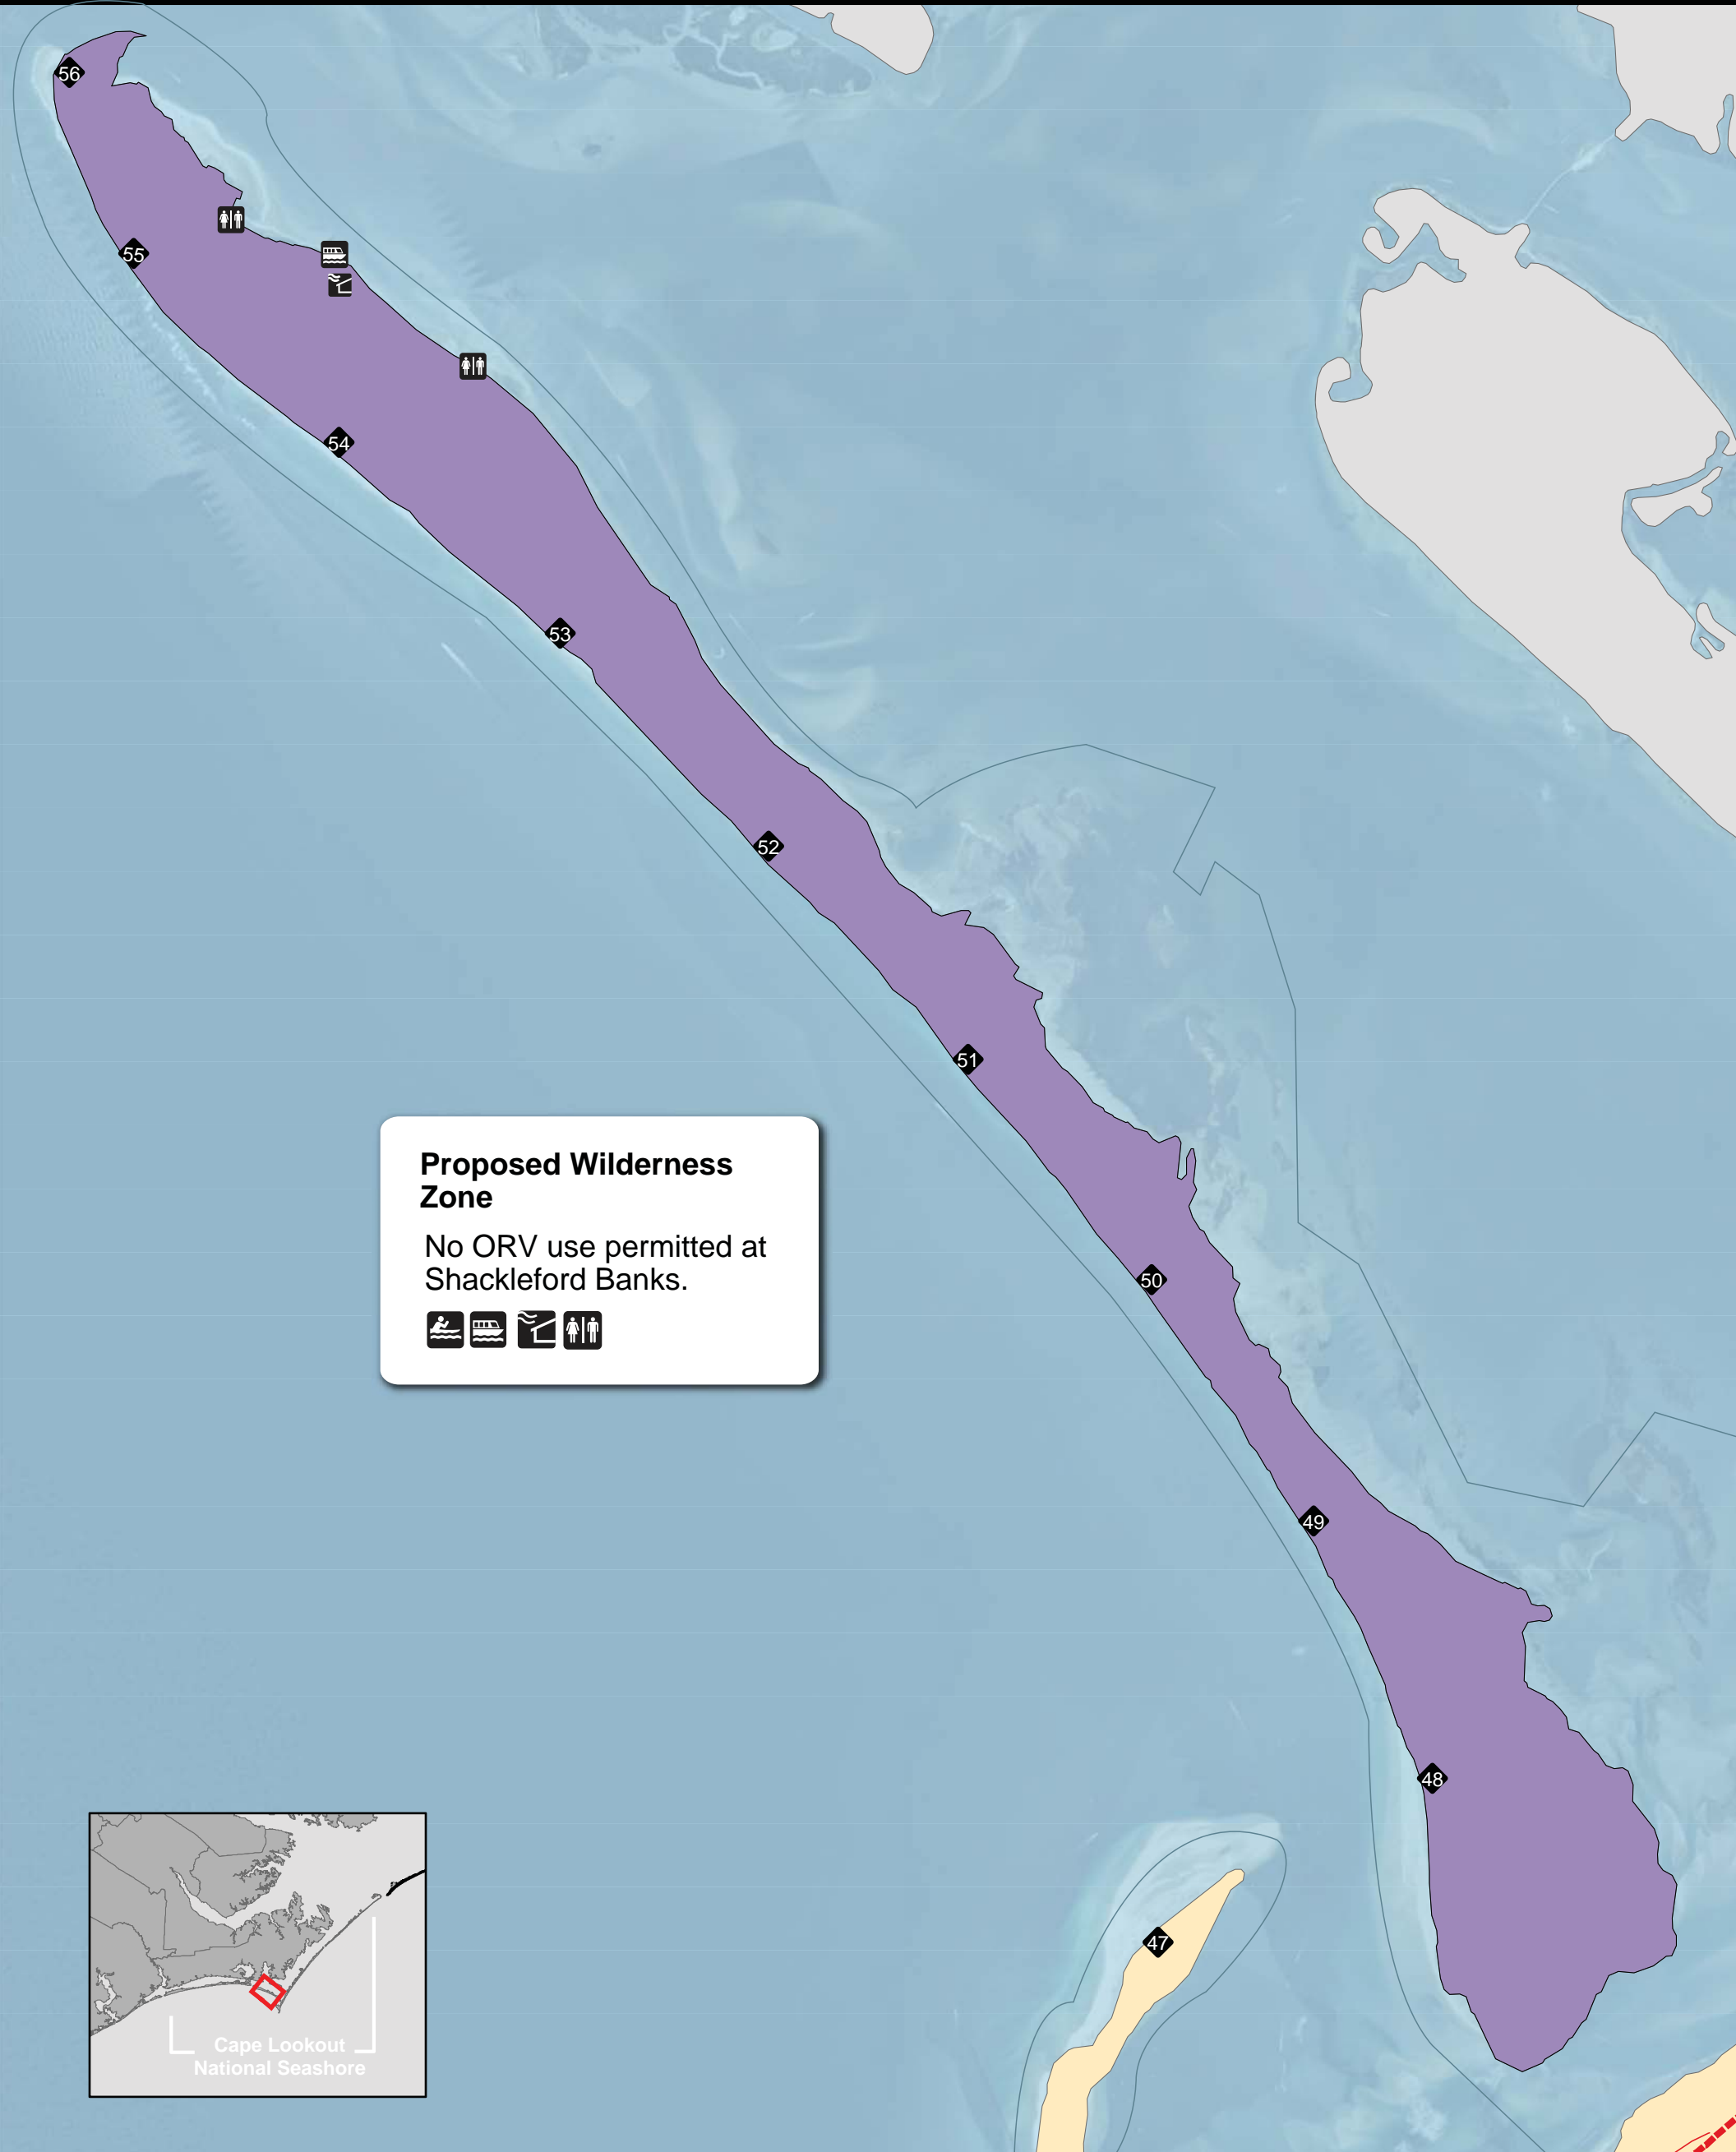 56
55
54
53
52
51
Proposed Wilderness
Zone
No ORV use permitted at
Shackleford Banks.
50
49
48
47
Cape Lookout
National Seashore